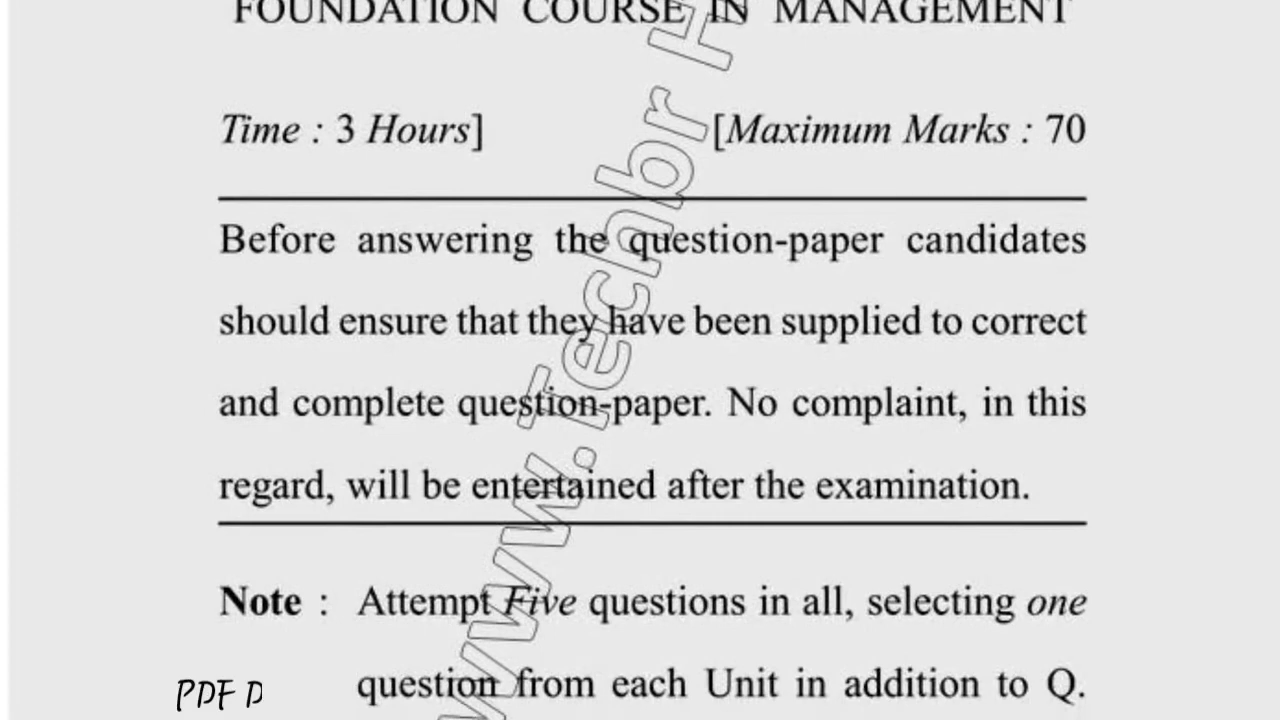 FOUNDATION COURSE IN MANAGEMENT
Time : 3 Hours] [Maximum Marks : 70
Before answering the question-paper candidates
should ensure that they have been supplied to correct
and complete question-paper. No complaint, in this
regard, will be entertained after the examination.
Note : Attempt Five questions in all, selecting one
question from each Unit in addition to Q.
PDF D
www.Techbr H